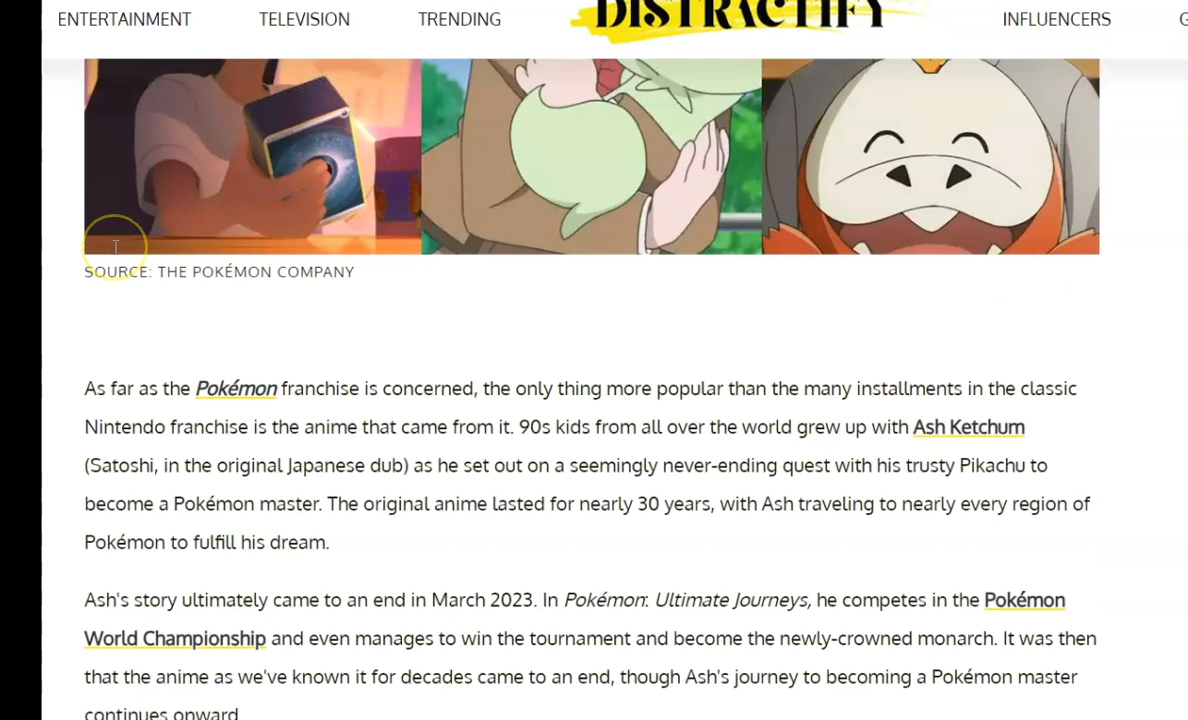 ENTERTAINMENT TELEVISION TRENDING DISTRACTIFY INFLUENCERS G
SOURCE: THE POKÉMON COMPANY
As far as the Pokémon franchise is concerned, the only thing more popular than the many installments in the classic
Nintendo franchise is the anime that came from it. 90s kids from all over the world grew up with Ash Ketchum
(Satoshi, in the original Japanese dub) as he set out on a seemingly never-ending quest with his trusty Pikachu to
become a Pokémon master. The original anime lasted for nearly 30 years, with Ash traveling to nearly every region of
Pokémon to fulfill his dream.
Ash's story ultimately came to an end in March 2023. In Pokémon: Ultimate Journeys, he competes in the Pokémon
World Championship and even manages to win the tournament and become the newly-crowned monarch. It was then
that the anime as we've known it for decades came to an end, though Ash's journey to becoming a Pokémon master
continues onward